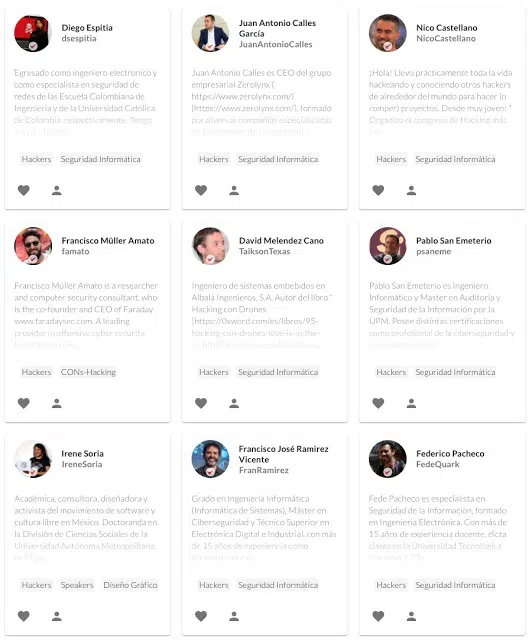 Diego Espitia
dsespitia
Egresado como ingeniero electronico y
como especialista en seguridad de
redes de las Escuela Colombiana de
Ingeniería y de la Universidad Católica
de Colombia, respectivamente. Tengo
Hackers Seguridad Informática
Juan Antonio Calles
García
JuanAntonioCalles
Juan Antonio Calles es CEO del grupo
empresarial Zerolynx (
https://www.zerolynx.com/)
[https://www.zerolynx.com/], formado
por diversas compañías especializadas
Hackers Seguridad Informática
Nico Castellano
NicoCastellano
¡Hola! Llevo prácticamente toda la vida
hackeando y conociendo otros hackers
de alrededor del mundo para hacer (o
romper) proyectos. Desde muy joven: *
Organizo el congreso de Hacking más
Hackers Seguridad Informática
Francisco Müller Amato
famato
Francisco Müller Amato is a researcher
and computer security consultant, who
is the co-founder and CEO of Faraday
www.faradaysec.com. A leading
provider in offensive cyber security.
Hackers CONs-Hacking
David Melendez Cano
TaiksonTexas
Ingeniero de sistemas embebidos en
Albalá Ingenieros, S.A. Autor del libro "
Hacking con Drones
[https://0xword.com/es/libros/95-
hacking-con-drones-love-is-in-the-
Hackers Seguridad Informática
Pablo San Emeterio
psaneme
Pablo San Emeterio es Ingeniero
Informático y Master en Auditoría y
Seguridad de la Información por la
UPM. Posee distintas certificaciones
como profesional de la ciberseguridad y
Hackers Seguridad Informática
Irene Soria
IreneSoria
Académica, consultora, diseñadora y
activista del movimiento de software y
cultura libre en México. Doctoranda en
la División de Ciencias Sociales de la
Universidad Autónoma Metropolitana
Hackers Speakers Diseño Gráfico
Francisco José Ramirez
Vicente
FranRamirez
Grado en Ingeniería Informática
(Informática de Sistemas), Máster en
Ciberseguridad y Técnico Superior en
Electrónica Digital e Industrial, con más
de 15 años de experiencia como
Hackers Seguridad Informática
Federico Pacheco
FedeQuark
Fede Pacheco es especialista en
Seguridad de la Información, formado
en Ingeniería Electrónica. Con más de
15 años de experiencia docente, dicta
clases en la Universidad Tecnológica
Hackers Seguridad Informática